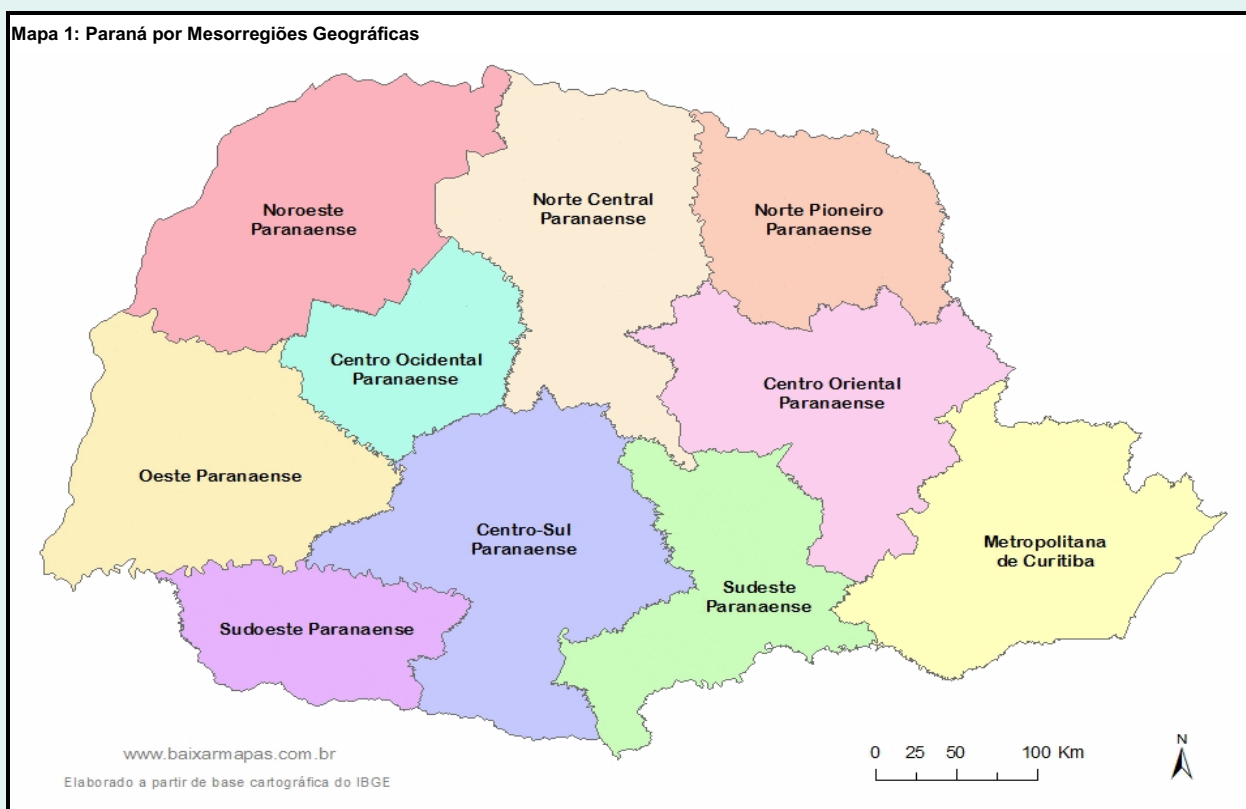 Mapa 1: Paraná por Mesorregiões Geográficas
Noroeste
Paranaense
Norte Central
Paranaense
Norte Pioneiro
Paranaense
Centro Ocidental
Paranaense
Centro Oriental
Paranaense
Oeste Paranaense
Centro-Sul
Paranaense
Metropolitana
de Curitiba
Sudeste
Paranaense
Sudoeste Paranaense
www.baixarmapas.com.br
Elaborado a partir de base cartográfica do IBGE
0 25 50 100 Km
N